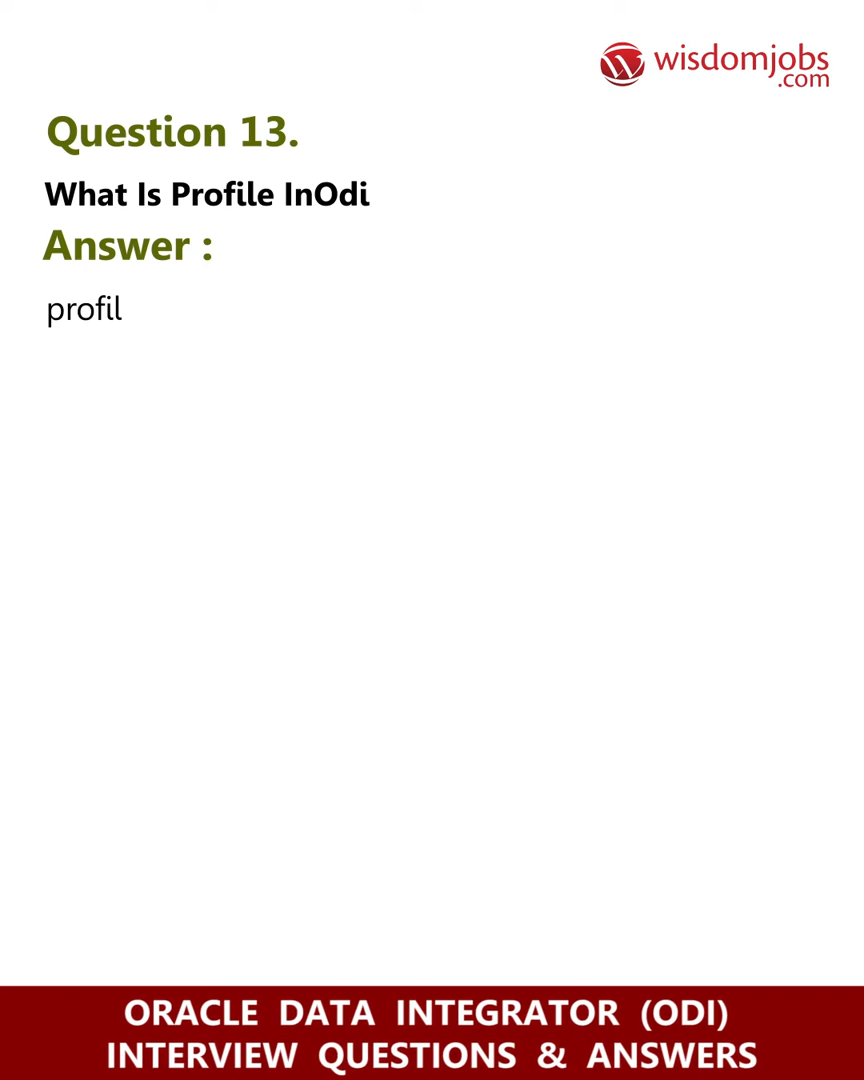 wisdomjobs
.com
Question 13.
What Is Profile InOdi
Answer :
profil
ORACLE DATA INTEGRATOR (ODI)
INTERVIEW QUESTIONS & ANSWERS